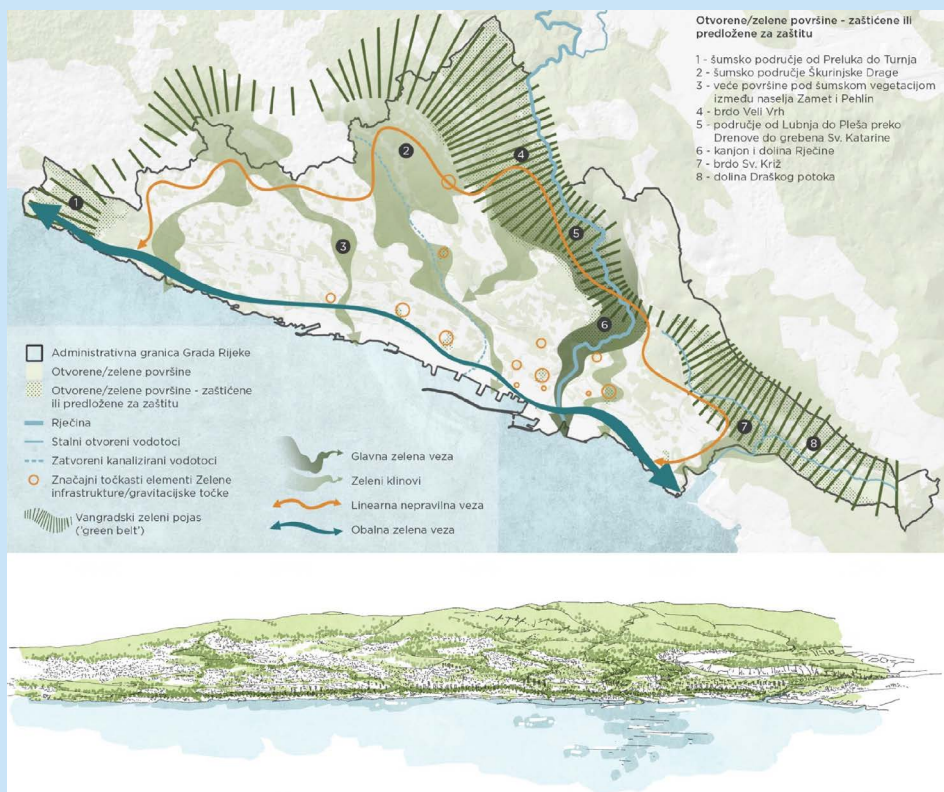 Otvorene/zelene površine - zaštićene ili
predložene za zaštitu
1 - šumsko područje od Preluka do Turnja
2 - šumsko područje Škurinjske Drage
3 - veće površine pod šumskom vegetacijom
između naselja Zamet i Pehlin
4 - brdo Veli Vrh
5 - područje od Lubnja do Pleša preko
Drenove do grebena Sv. Katarine
6 - kanjon i dolina Rječine
7 - brdo Sv. Križ
8 - dolina Draškog potoka
1
2
3
4
5
6
7
8
Administrativna granica Grada Rijeke
Otvorene/zelene površine
Otvorene/zelene površine - zaštićene
ili predložene za zaštitu
Rječina
Stalni otvoreni vodotoci
Zatvoreni kanalizirani vodotoci
Značajni točkasti elementi Zelene
infrastrukture/gravitacijske točke
Vangradski zeleni pojas
('green belt')
Glavna zelena veza
Zeleni klinovi
Linearna nepravilna veza
Obalna zelena veza